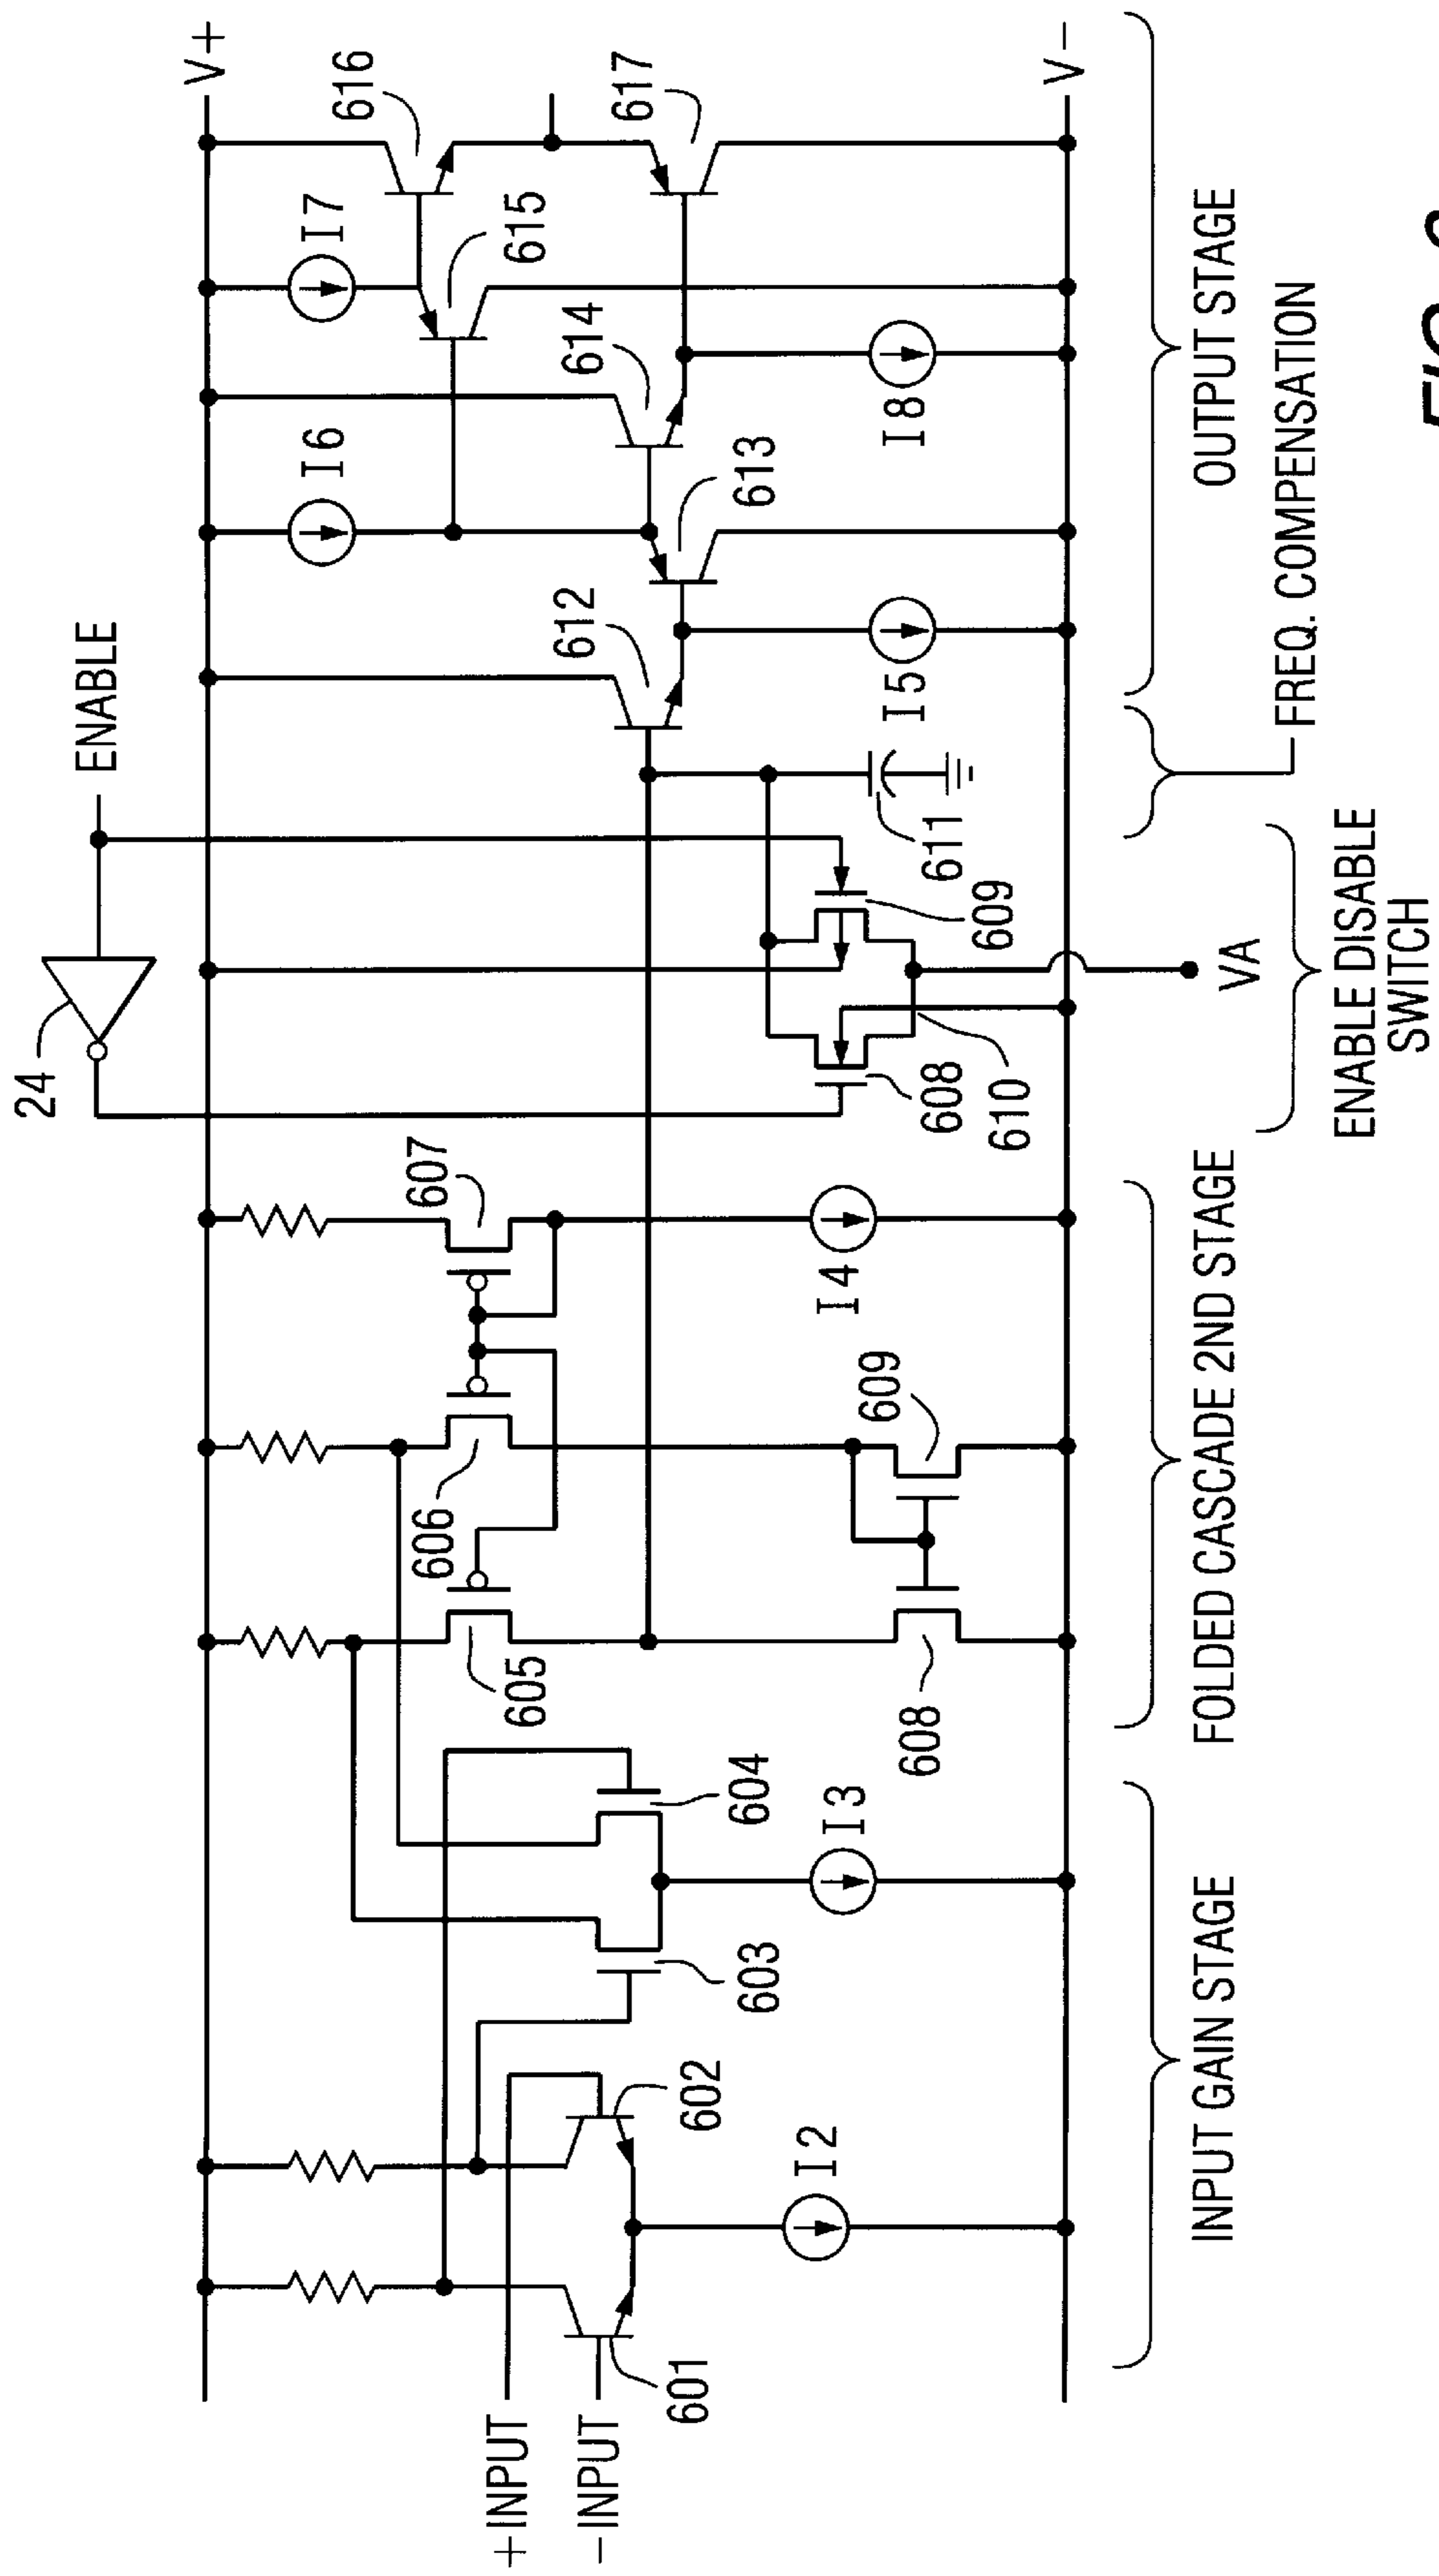 24
ENABLE
V+
I6
I7
616
607
615
606
605
612
614
613
617
+INPUT
-INPUT
601
602
603
604
608
609
608
609
610
611
I2
I3
I4
I5
I8
VA
V-
INPUT GAIN STAGE
FOLDED CASCADE 2ND STAGE
ENABLE DISABLE
SWITCH
FREQ. COMPENSATION
OUTPUT STAGE